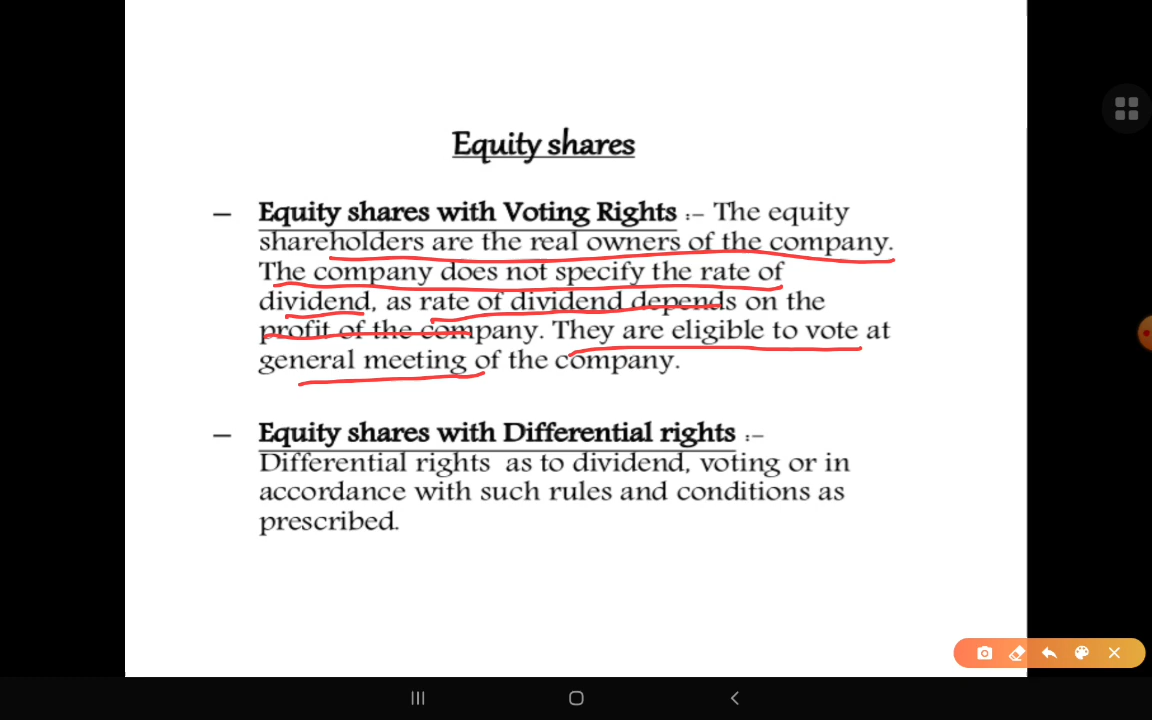 Equity shares
– Equity shares with Voting Rights :– The equity
shareholders are the real owners of the company.
The company does not specify the rate of
dividend, as rate of dividend depends on the
profit of the company. They are eligible to vote at
general meeting of the company.
– Equity shares with Differential rights :–
Differential rights as to dividend, voting or in
accordance with such rules and conditions as
prescribed.